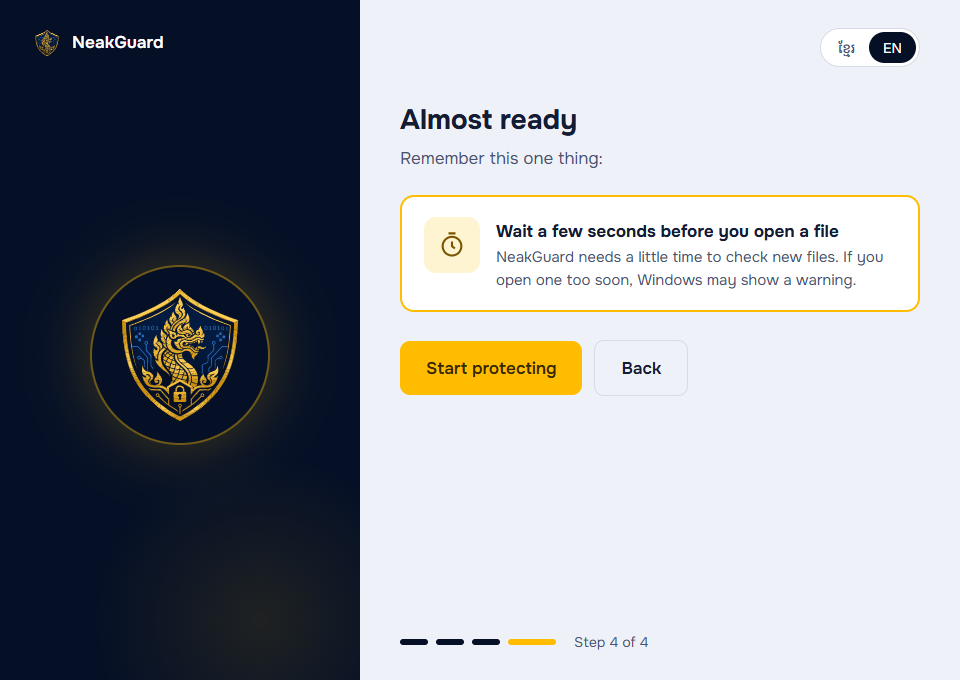 NeakGuard
ខ្មែរ
EN
Almost ready
Remember this one thing:
Wait a few seconds before you open a file
NeakGuard needs a little time to check new files. If you
open one too soon, Windows may show a warning.
010101
010101
Start protecting
Back
Step 4 of 4